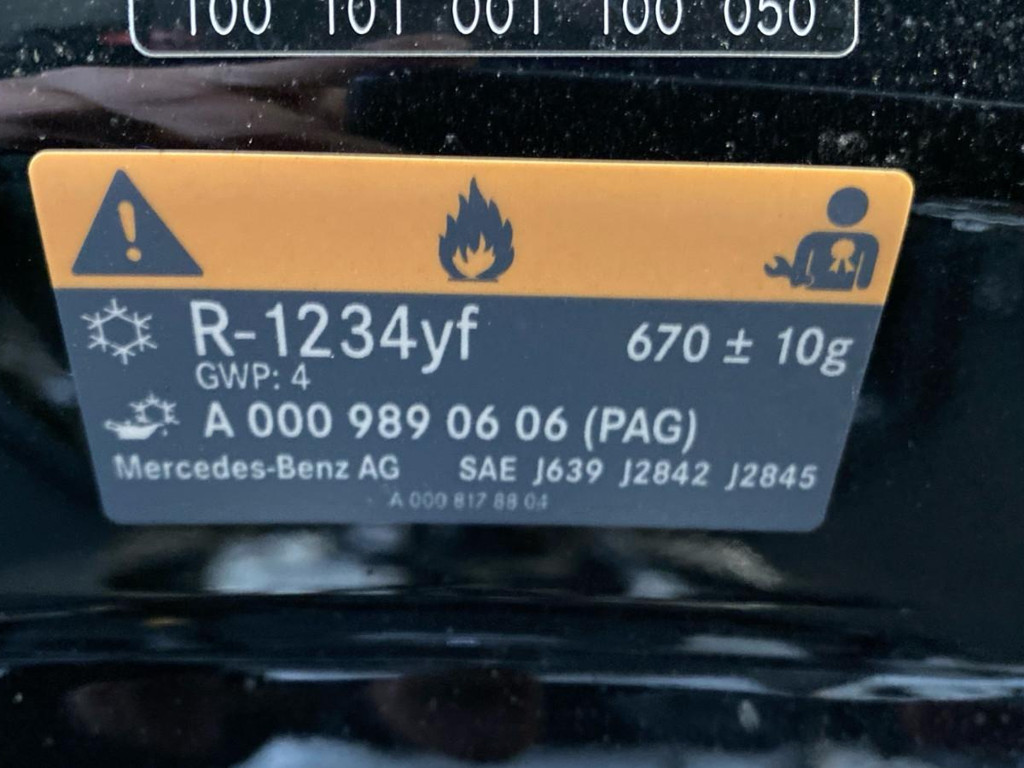 100 101 001 100 050
R-1234yf 670 ± 10g
GWP: 4
A 000 989 06 06 (PAG)
Mercedes-Benz AG SAE J639 J2842 J2845
A 000 817 88 04